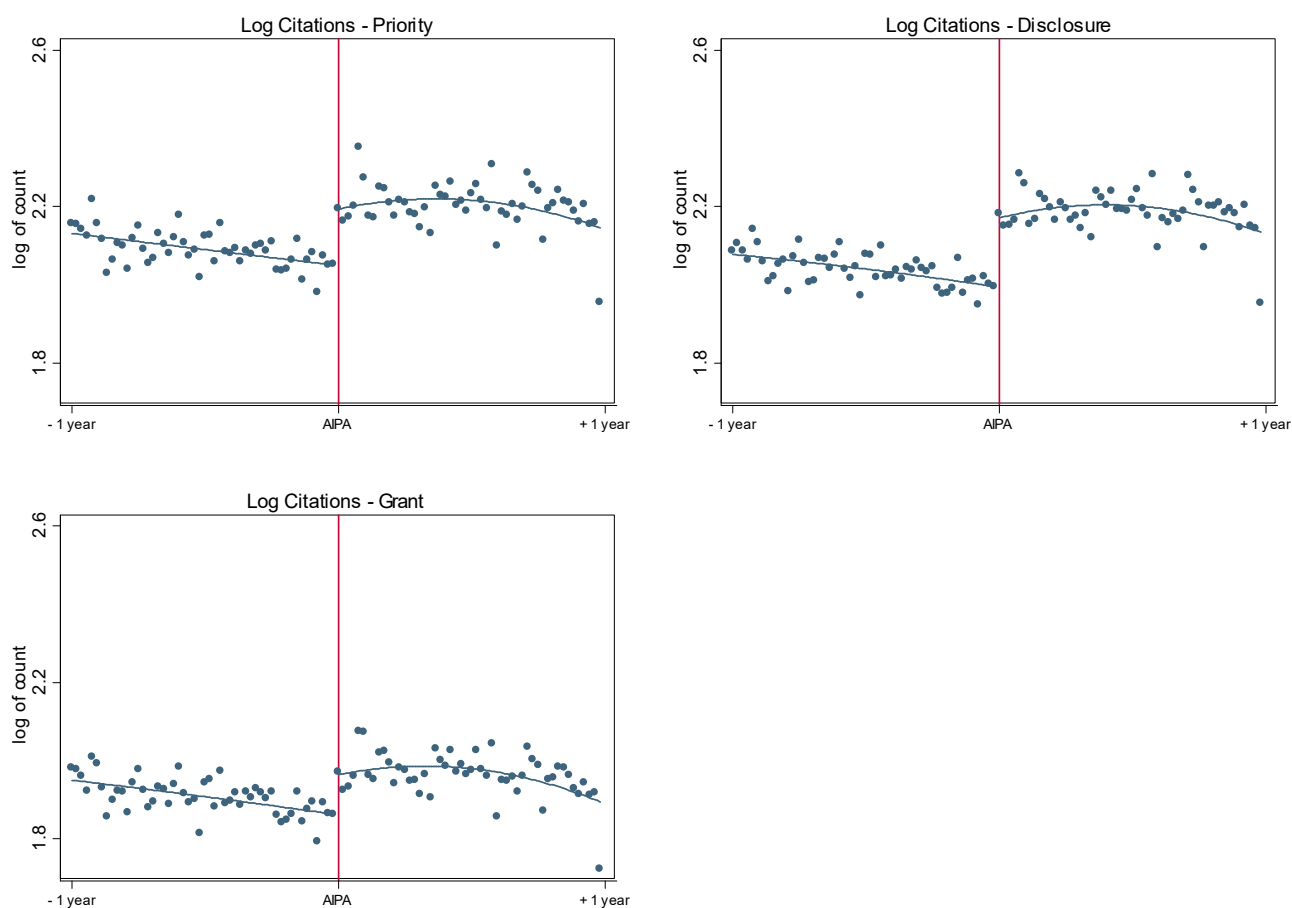 Log Citations - Priority
2.6
2.2
1.8
log of count
- 1 year
AIPA
+ 1 year
Log Citations - Disclosure
2.6
2.2
1.8
log of count
- 1 year
AIPA
+ 1 year
Log Citations - Grant
2.6
2.2
1.8
log of count
- 1 year
AIPA
+ 1 year